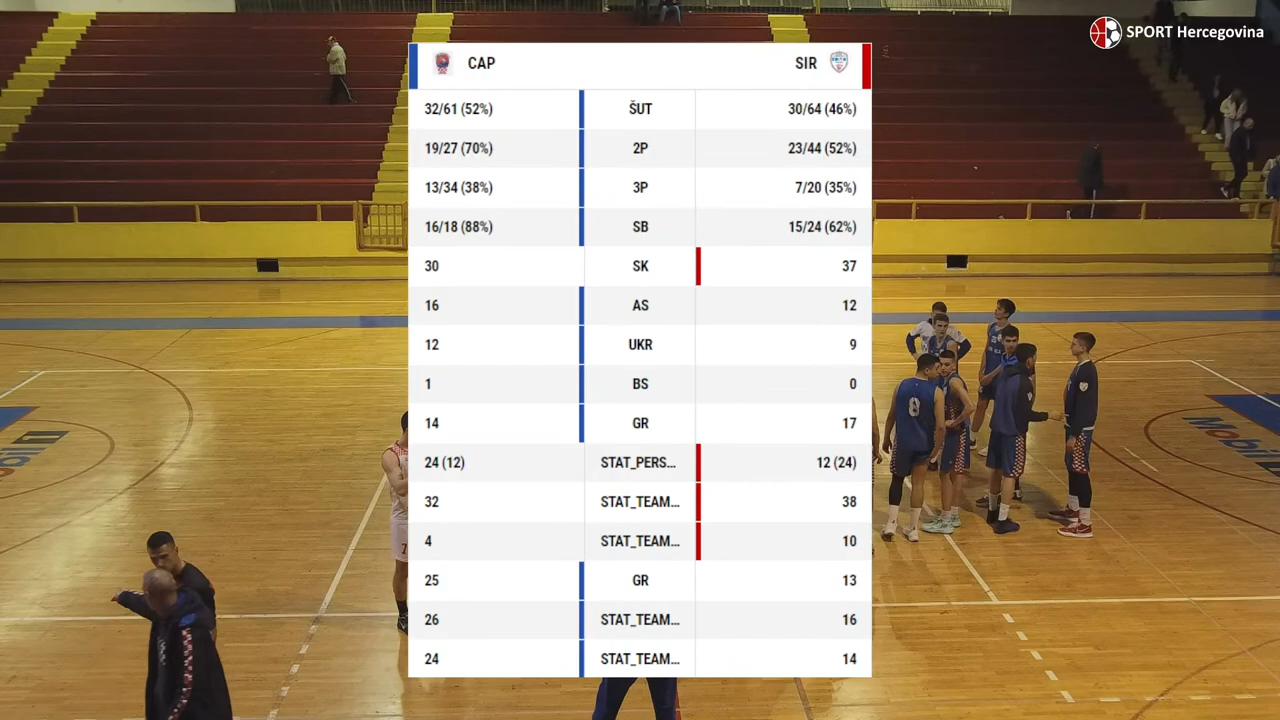 SPORT Hercegovina
CAP SIR
32/61 (52%) ŠUT 30/64 (46%)
19/27 (70%) 2P 23/44 (52%)
13/34 (38%) 3P 7/20 (35%)
16/18 (88%) SB 15/24 (62%)
30 SK 37
16 AS 12
12 UKR 9
1 BS 0
14 GR 17
24 (12) STAT_PERS... 12 (24)
32 STAT_TEAM... 38
4 STAT_TEAM... 10
25 GR 13
26 STAT_TEAM... 16
24 STAT_TEAM... 14
8
Mobil 1